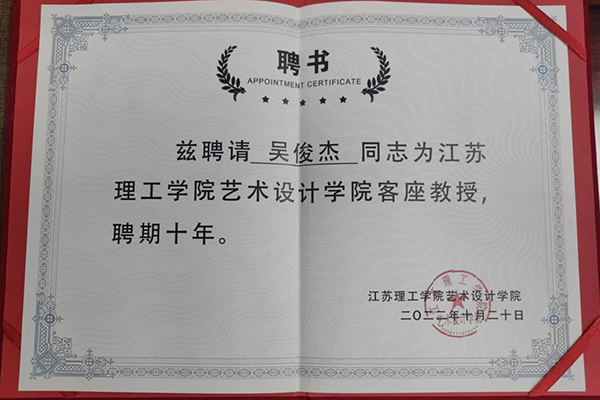 聘书
APPOINTMENT CERTIFICATE
兹聘请 吴俊杰 同志为江苏
理工学院艺术设计学院客座教授，
聘期十年。
江苏理工学院艺术设计学院
二〇二二年十月二十日